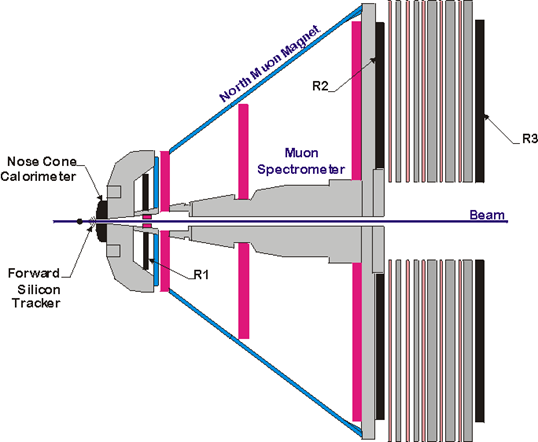 North Muon Magnet
R2
R3
Nose Cone
Calorimeter
Muon
Spectrometer
Beam
Forward
Silicon
Tracker
R1